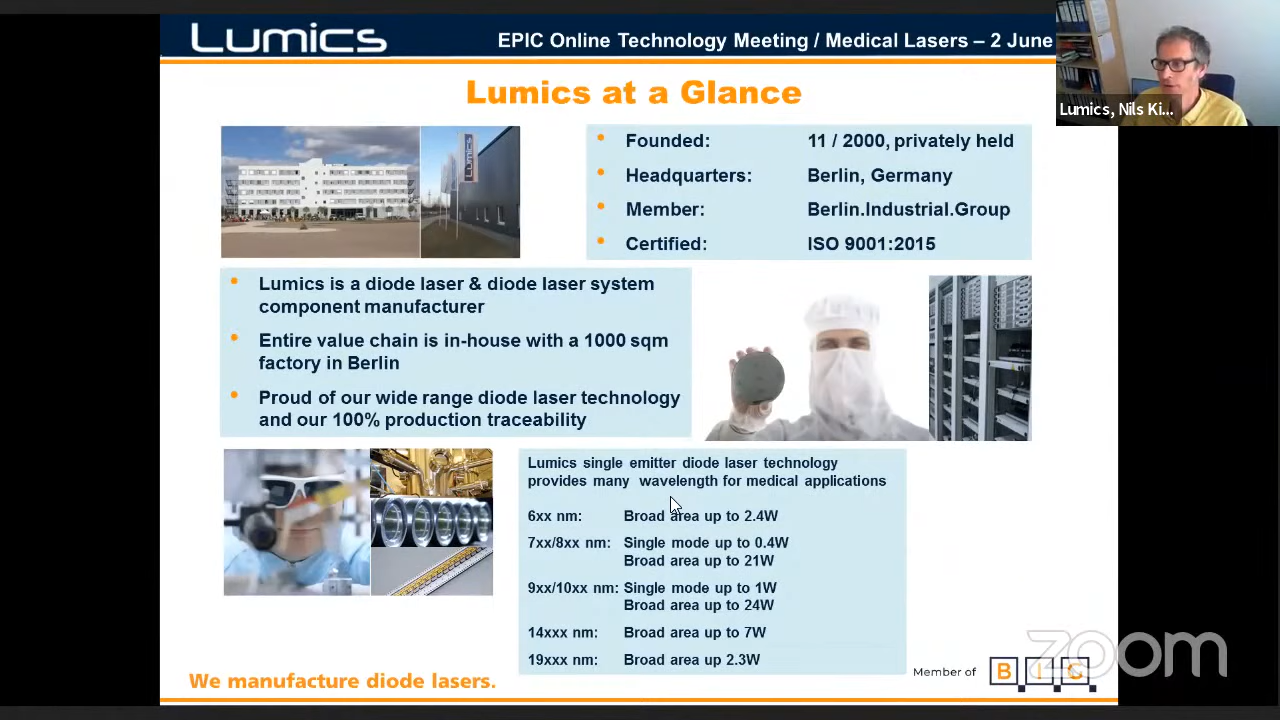 Lumics
EPIC Online Technology Meeting / Medical Lasers – 2 June
Lumics, Nils Ki...
Lumics at a Glance
Lumics
• Founded: 11 / 2000, privately held
• Headquarters: Berlin, Germany
• Member: Berlin.Industrial.Group
• Certified: ISO 9001:2015
• Lumics is a diode laser & diode laser system
component manufacturer
• Entire value chain is in-house with a 1000 sqm
factory in Berlin
• Proud of our wide range diode laser technology
and our 100% production traceability
Lumics single emitter diode laser technology
provides many wavelength for medical applications
6xx nm: Broad area up to 2.4W
7xx/8xx nm: Single mode up to 0.4W
Broad area up to 21W
9xx/10xx nm: Single mode up to 1W
Broad area up to 24W
14xxx nm: Broad area up to 7W
19xxx nm: Broad area up 2.3W
We manufacture diode lasers.
Member of B I G
zoom